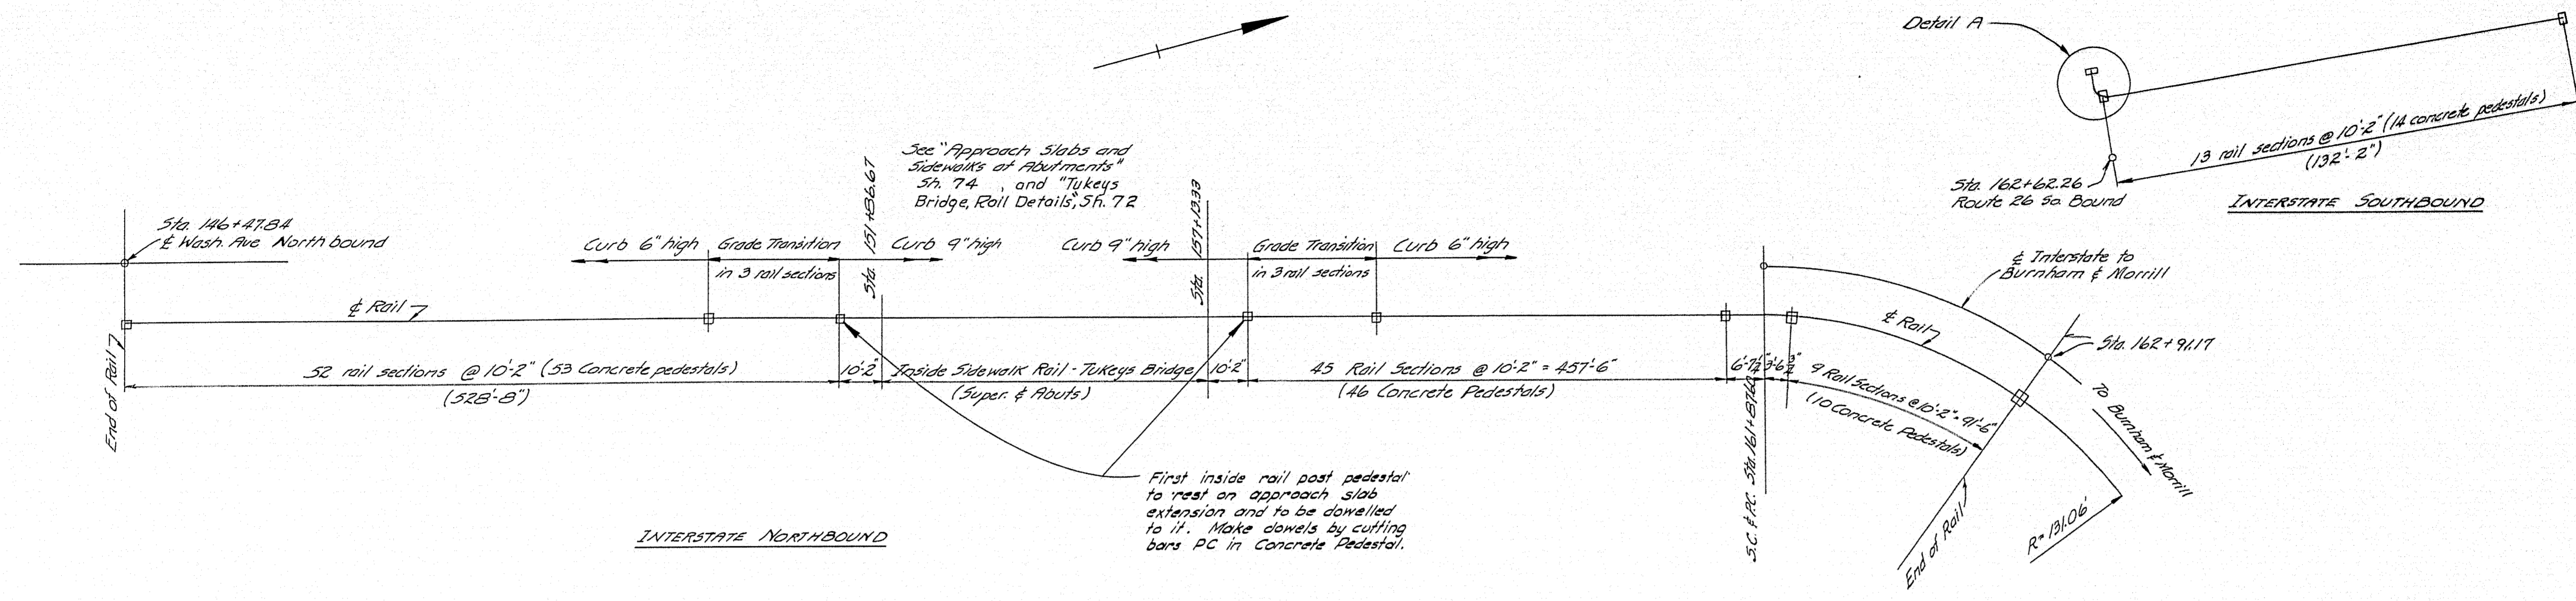 Detail A
13 rail sections @ 10'-2" (14 concrete pedestals)
(132'-2")
Sta. 162+62.26
Route 26 So. Bound
INTERSTATE SOUTHBOUND
See "Approach Slabs and
Sidewalks at Abutments"
Sh. 74 , and "Tukeys
Bridge, Rail Details", Sh. 72
Sta. 146+47.84
℄ Wash. Ave North bound
Curb 6" high
Grade Transition
in 3 rail sections
Sta. 151+86.67
Curb 9" high
Curb 9" high
Sta. 157+13.33
Grade Transition
in 3 rail sections
Curb 6" high
℄ Interstate to
Burnham & Morrill
℄ Rail
℄ Rail
Sta. 162+91.17
End of Rail
52 rail sections @ 10'-2" (53 Concrete pedestals)
(528'-8")
10'-2"
Inside Sidewalk Rail - Tukeys Bridge
(Super. & Abuts)
10'-2"
45 Rail Sections @ 10'-2" = 457'-6"
(46 Concrete Pedestals)
9 Rail Sections @ 10'-2" = 91'-6"
(10 Concrete Pedestals)
To Burnham & Morrill
S.C. & P.C. Sta. 161+87.60
End of Rail
R= 131.06'
First inside rail post pedestal
to rest on approach slab
extension and to be dowelled
to it. Make dowels by cutting
bars PC in Concrete Pedestal.
INTERSTATE NORTHBOUND